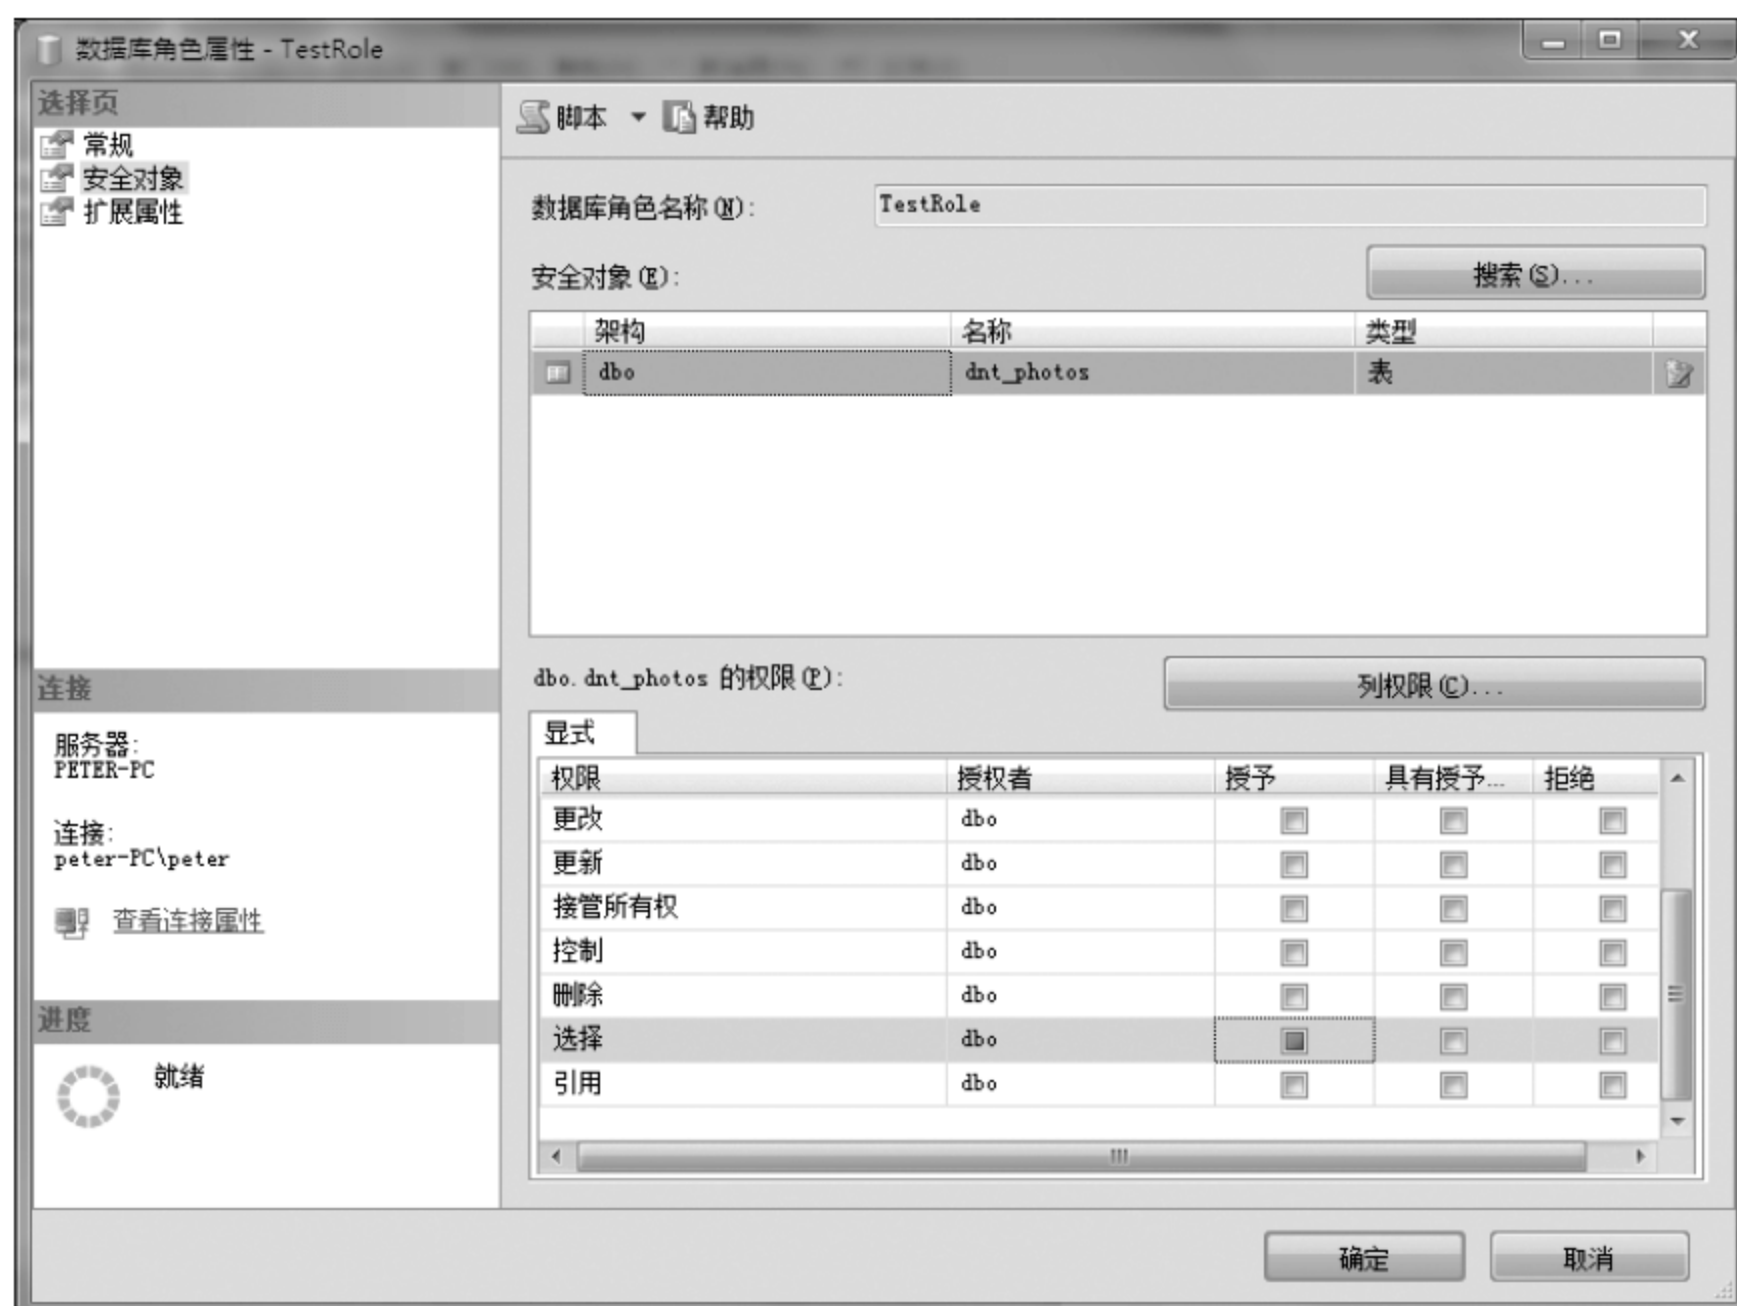 数据库角色属性 - TestRole
选择页
常规
安全对象
扩展属性
脚本 帮助
数据库角色名称(N): TestRole
安全对象(E): 搜索(S)...
架构 名称 类型
dbo dnt_photos 表
dbo.dnt_photos 的权限(P): 列权限(C)...
显式
权限 授权者 授予 具有授予... 拒绝
更改 dbo
更新 dbo
接管所有权 dbo
控制 dbo
删除 dbo
选择 dbo
引用 dbo
连接
服务器:
PETER-PC
连接:
peter-PC\peter
查看连接属性
进度
就绪
确定 取消